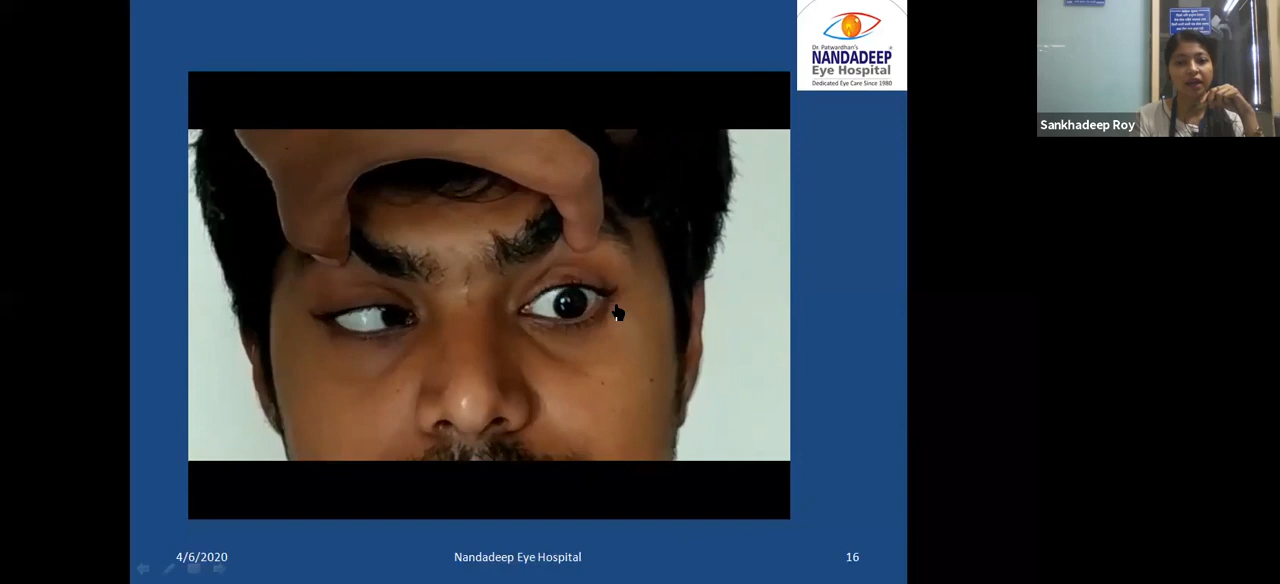 Dr. Patwardhan's
NANDADEEP
Eye Hospital
Dedicated Eye Care Since 1980
Sankhadeep Roy
4/6/2020
Nandadeep Eye Hospital
16